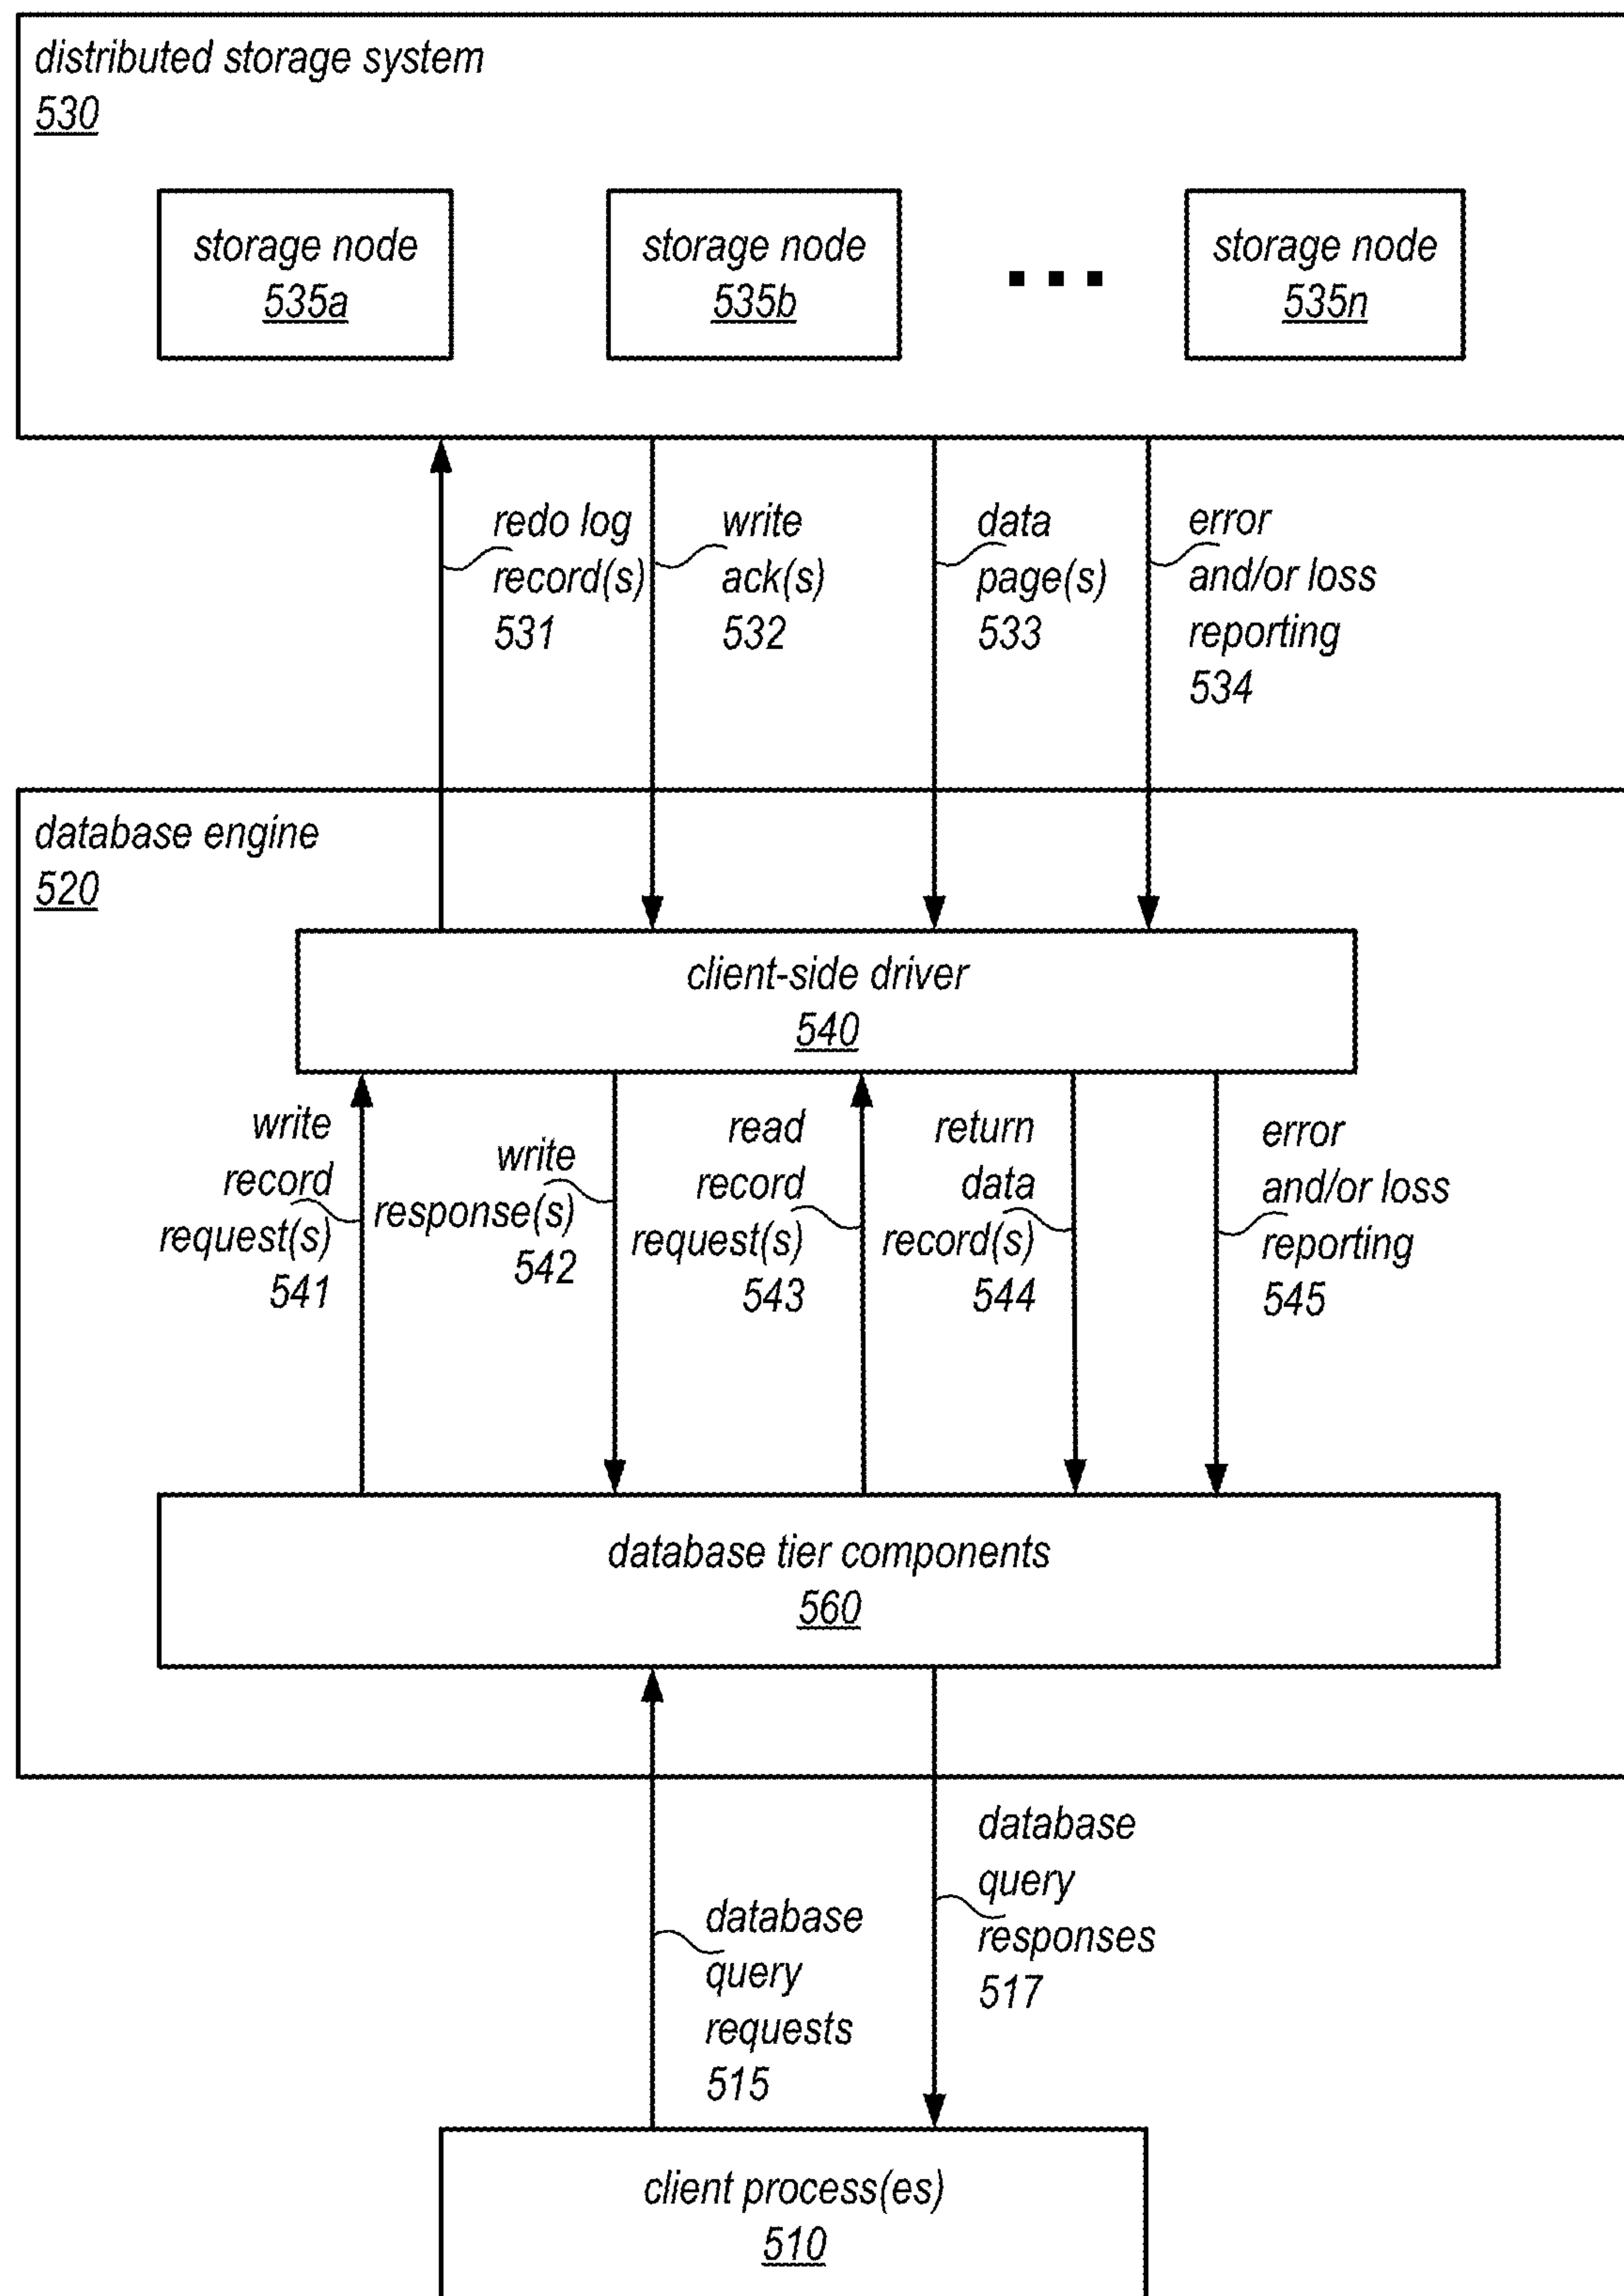 distributed storage system
530
storage node
535a
storage node
535b
storage node
535n
redo log
record(s)
531
write
ack(s)
532
data
page(s)
533
error
and/or loss
reporting
534
database engine
520
client-side driver
540
write
record
request(s)
541
write
response(s)
542
read
record
request(s)
543
return
data
record(s)
544
error
and/or loss
reporting
545
database tier components
560
database
query
requests
515
database
query
responses
517
client process(es)
510